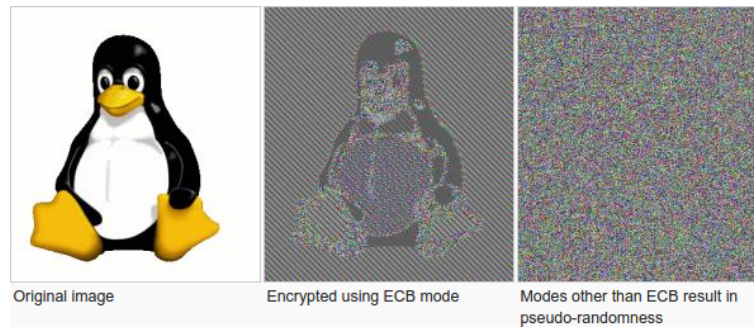 Original image
Encrypted using ECB mode
Modes other than ECB result in
pseudo-randomness